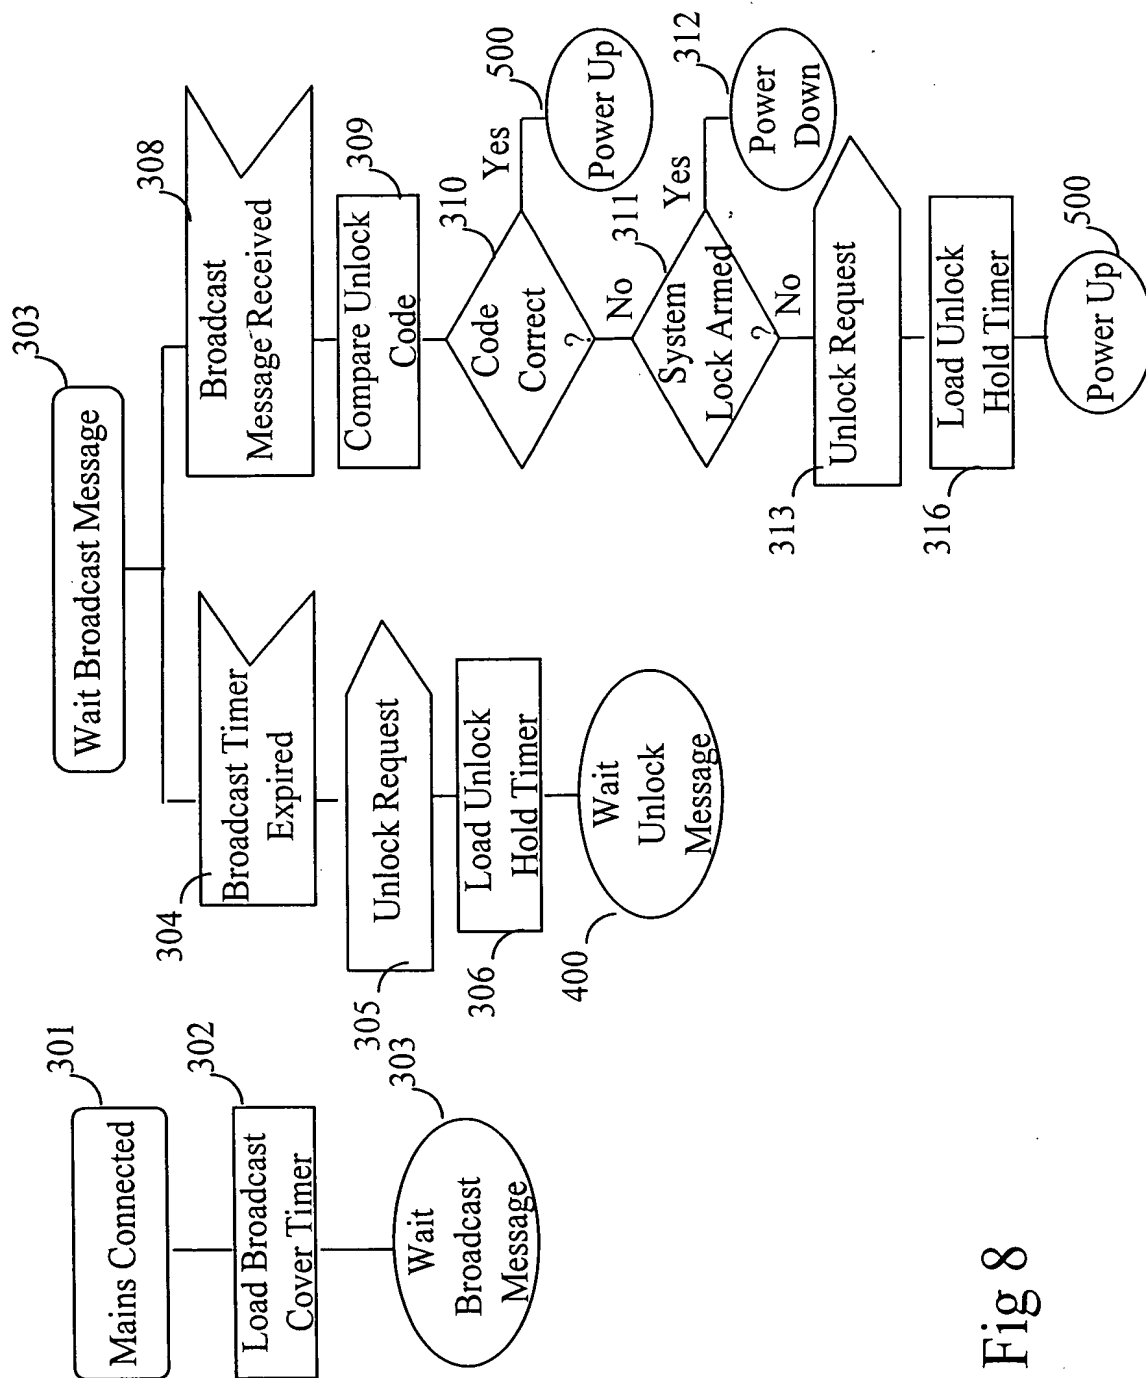 301
Mains Connected
302
Load Broadcast
Cover Timer
303
Wait
Broadcast
Message
303
Wait Broadcast Message
304
Broadcast Timer
Expired
305
Unlock Request
306
Load Unlock
Hold Timer
400
Wait
Unlock
Message
308
Broadcast
Message Received
309
Compare Unlock
Code
310
Code
Correct
?
Yes
500
Power Up
No
311
System
Lock Armed
?
Yes
312
Power
Down
No
313
Unlock Request
316
Load Unlock
Hold Timer
500
Power Up
Fig 8